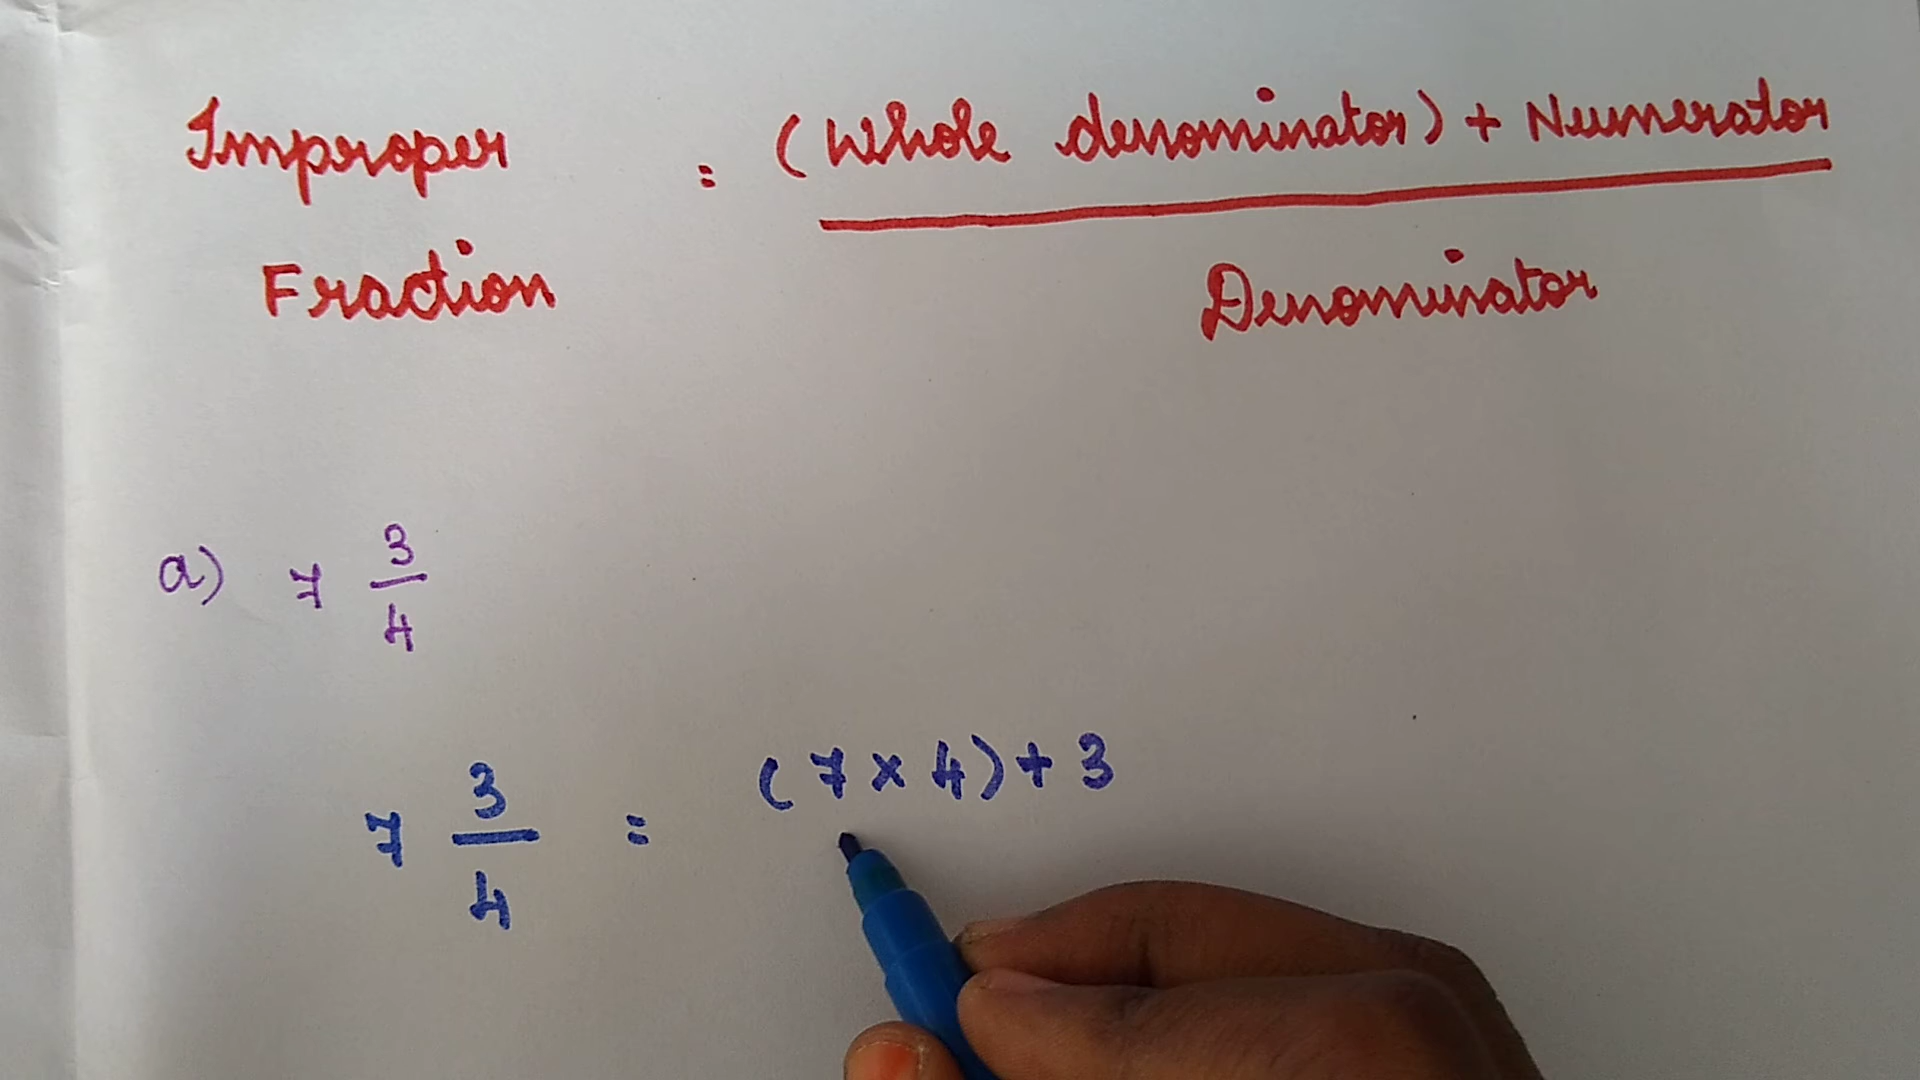 Improper = (Whole denominator) + Numerator
Fraction Denominator
a) 7 3/4
7 3/4 = (7 × 4) + 3